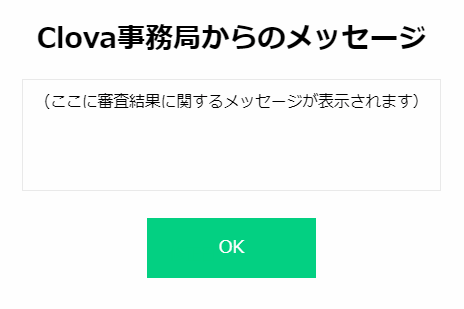 Clova事務局からのメッセージ
（ここに審査結果に関するメッセージが表示されます）
OK